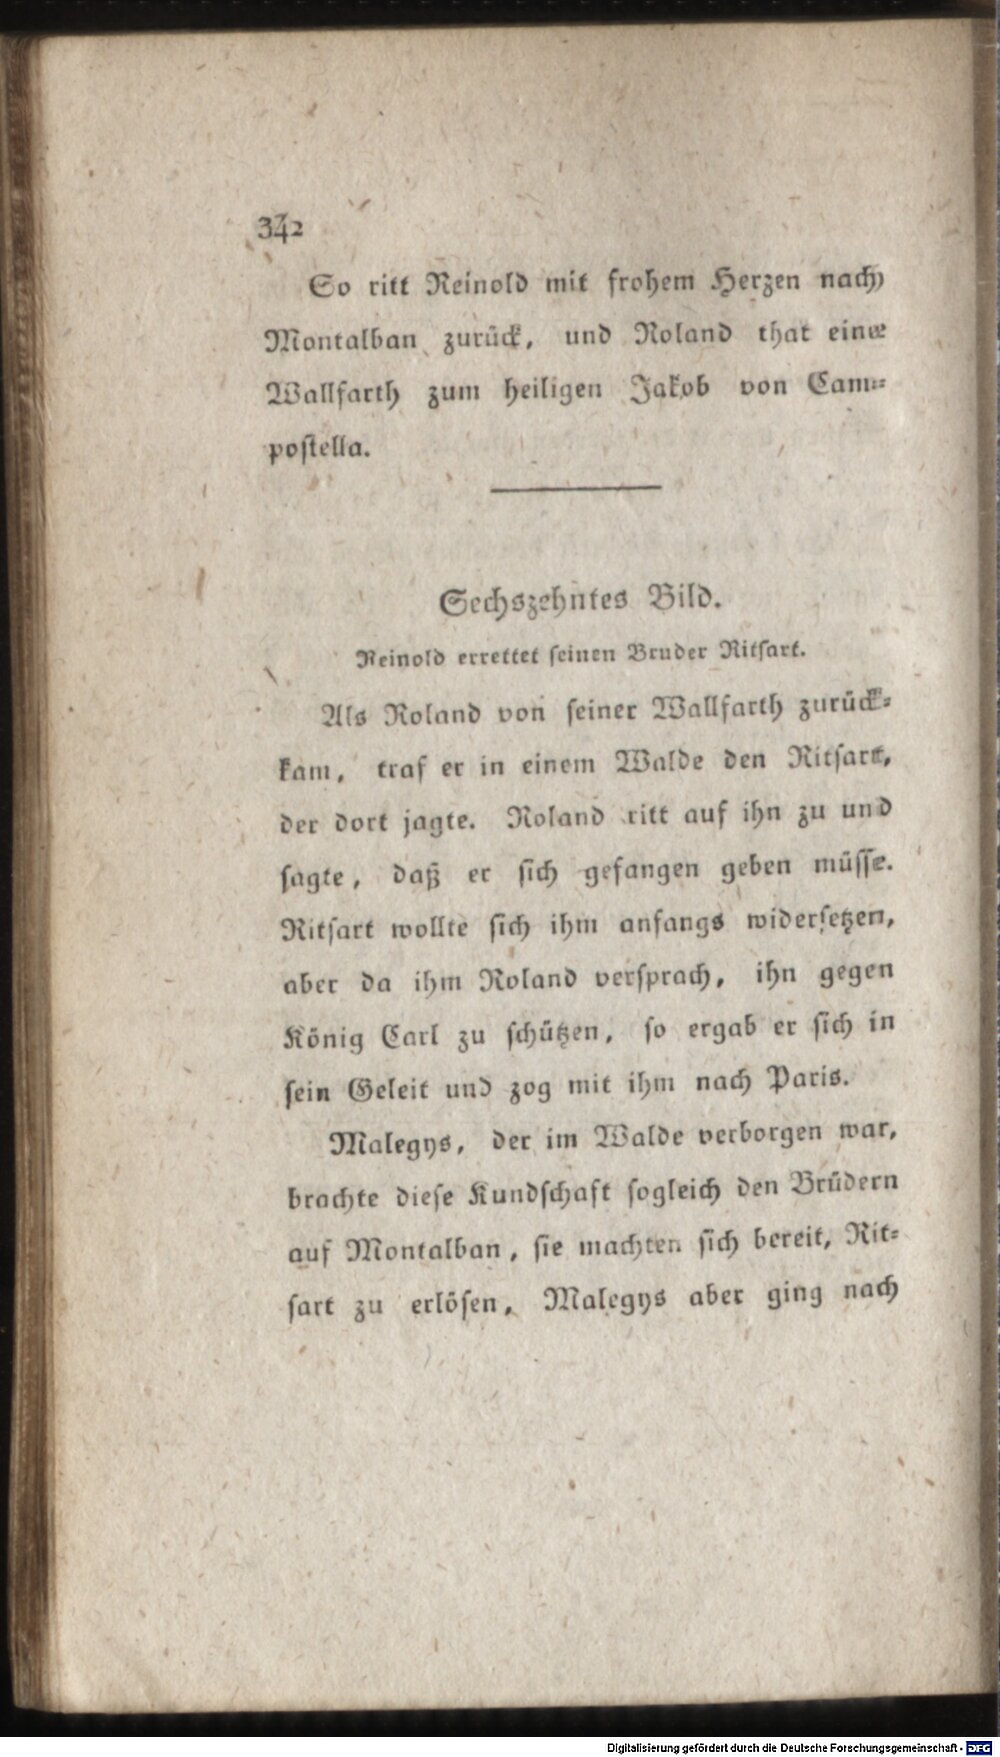 342
So ritt Reinold mit frohem Herzen nach
Montalban zurück, und Roland that eine
Wallfarth zum heiligen Jakob von Cam-
postella.
Sechszehntes Bild.
Reinold errettet seinen Bruder Ritsart.
Als Roland von seiner Wallfarth zurück-
kam, traf er in einem Walde den Ritsart,
der dort jagte. Roland ritt auf ihn zu und
sagte, daß er sich gefangen geben müsse.
Ritsart wollte sich ihm anfangs widersetzen,
aber da ihm Roland versprach, ihn gegen
König Carl zu schützen, so ergab er sich in
sein Geleit und zog mit ihm nach Paris.
Malegys, der im Walde verborgen war,
brachte diese Kundschaft sogleich den Brüdern
auf Montalban, sie machten sich bereit, Rit-
sart zu erlösen, Malegys aber ging nach
Digitalisierung gefördert durch die Deutsche Forschungsgemeinschaft - DFG